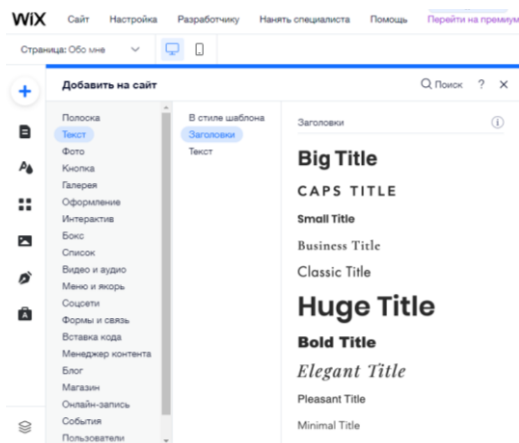 WiX Сайт Настройка Разработчику Нанять специалиста Помощь Перейти на премиум
Страница: Обо мне
Добавить на сайт
Поиск ? ×
Полоска
Текст
Фото
Кнопка
Галерея
Оформление
Интерактив
Бокс
Список
Видео и аудио
Меню и якорь
Соцсети
Формы и связь
Вставка кода
Менеджер контента
Блог
Магазин
Онлайн-запись
События
Пользователи
В стиле шаблона
Заголовки
Текст
Заголовки
Big Title
CAPS TITLE
Small Title
Business Title
Classic Title
Huge Title
Bold Title
Elegant Title
Pleasant Title
Minimal Title